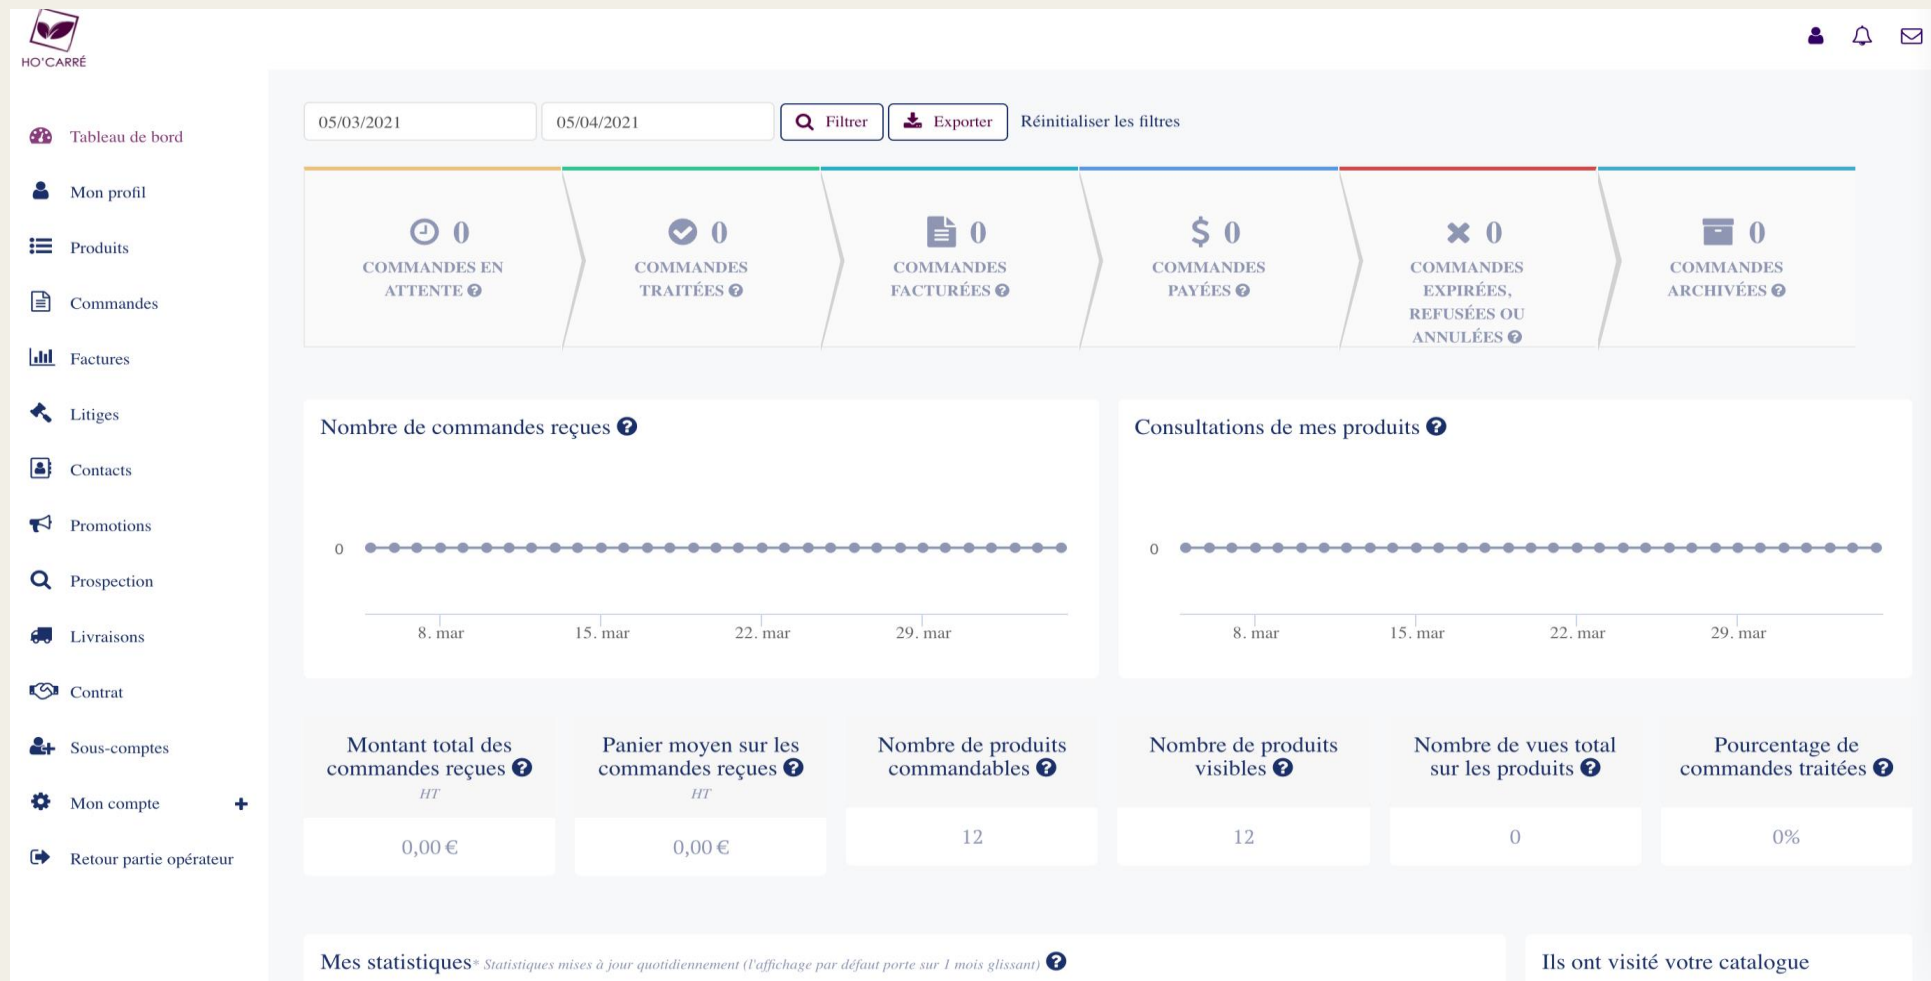 HO'CARRÉ
Tableau de bord
Mon profil
Produits
Commandes
Factures
Litiges
Contacts
Promotions
Prospection
Livraisons
Contrat
Sous-comptes
Mon compte
Retour partie opérateur
05/03/2021 05/04/2021 Filtrer Exporter Réinitialiser les filtres
0
COMMANDES EN
ATTENTE
0
COMMANDES
TRAITÉES
0
COMMANDES
FACTURÉES
0
COMMANDES
PAYÉES
0
COMMANDES
EXPIRÉES,
REFUSÉES OU
ANNULÉES
0
COMMANDES
ARCHIVÉES
Nombre de commandes reçues
0
8. mar 15. mar 22. mar 29. mar
Consultations de mes produits
0
8. mar 15. mar 22. mar 29. mar
Montant total des
commandes reçues
HT
0,00 €
Panier moyen sur les
commandes reçues
HT
0,00 €
Nombre de produits
commandables
12
Nombre de produits
visibles
12
Nombre de vues total
sur les produits
0
Pourcentage de
commandes traitées
0%
Mes statistiques* Statistiques mises à jour quotidiennement (l'affichage par défaut porte sur 1 mois glissant)
Ils ont visité votre catalogue